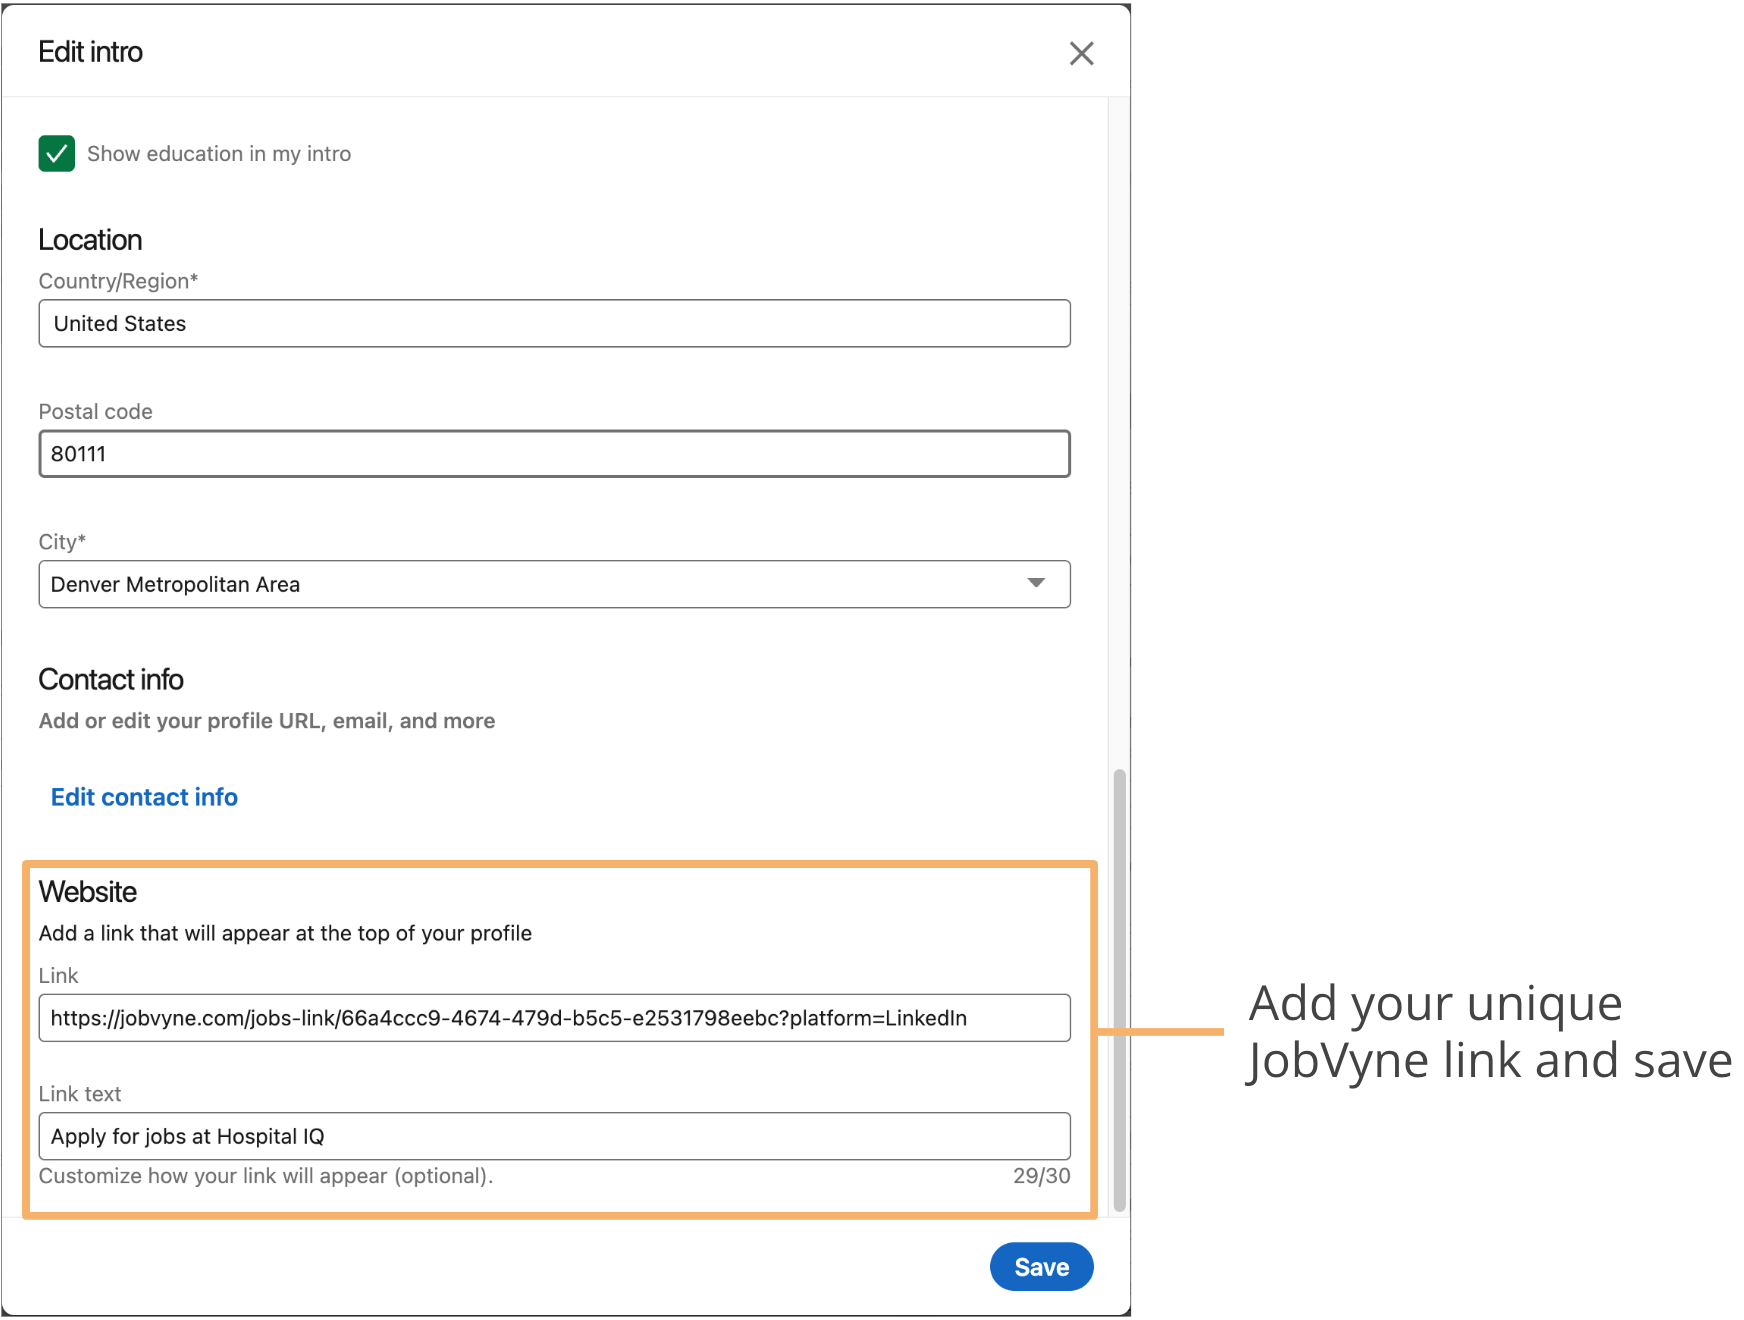 Edit intro
Show education in my intro
Location
Country/Region*
United States
Postal code
80111
City*
Denver Metropolitan Area
Contact info
Add or edit your profile URL, email, and more
Edit contact info
Website
Add a link that will appear at the top of your profile
Link
https://jobvyne.com/jobs-link/66a4ccc9-4674-479d-b5c5-e2531798eebc?platform=LinkedIn
Link text
Apply for jobs at Hospital IQ
Customize how your link will appear (optional). 29/30
Save
Add your unique
JobVyne link and save